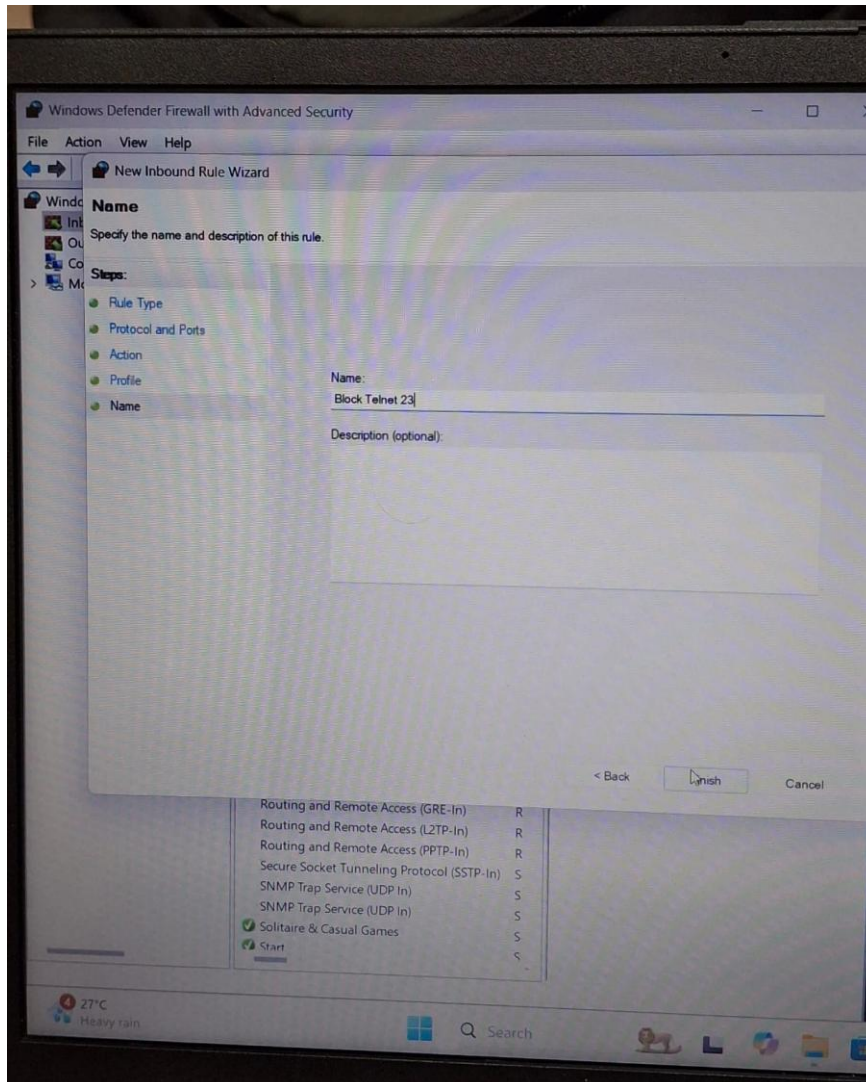 Windows Defender Firewall with Advanced Security
File Action View Help
New Inbound Rule Wizard
Windo
Name
Specify the name and description of this rule.
Steps:
Rule Type
Protocol and Ports
Action
Profile
Name
Name:
Block Telnet 23
Description (optional):
< Back Cancel
Routing and Remote Access (GRE-In) R
Routing and Remote Access (L2TP-In) R
Routing and Remote Access (PPTP-In) R
Secure Socket Tunneling Protocol (SSTP-In) S
SNMP Trap Service (UDP In) S
SNMP Trap Service (UDP In) S
Solitaire & Casual Games S
Start S
4 27°C
Heavy rain
Search